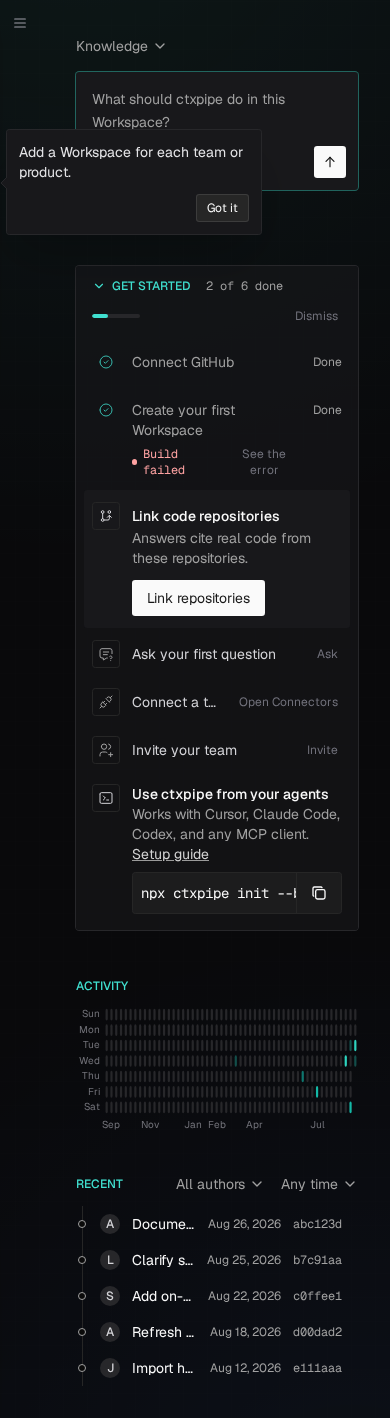 Knowledge
What should ctxpipe do in this
Workspace?
Add a Workspace for each team or
product.
Got it
GET STARTED 2 of 6 done
Dismiss
Connect GitHub Done
Create your first Done
Workspace
Build See the
failed error
Link code repositories
Answers cite real code from
these repositories.
Link repositories
Ask your first question Ask
Connect a t... Open Connectors
Invite your team Invite
Use ctxpipe from your agents
Works with Cursor, Claude Code,
Codex, and any MCP client.
Setup guide
npx ctxpipe init --
ACTIVITY
Sun
Mon
Tue
Wed
Thu
Fri
Sat
Sep Nov Jan Feb Apr Jul
RECENT All authors Any time
A Docume... Aug 26, 2026 abc123d
L Clarify s... Aug 25, 2026 b7c91aa
S Add on-... Aug 22, 2026 c0ffee1
A Refresh ... Aug 18, 2026 d00dad2
J Import h... Aug 12, 2026 e111aaa